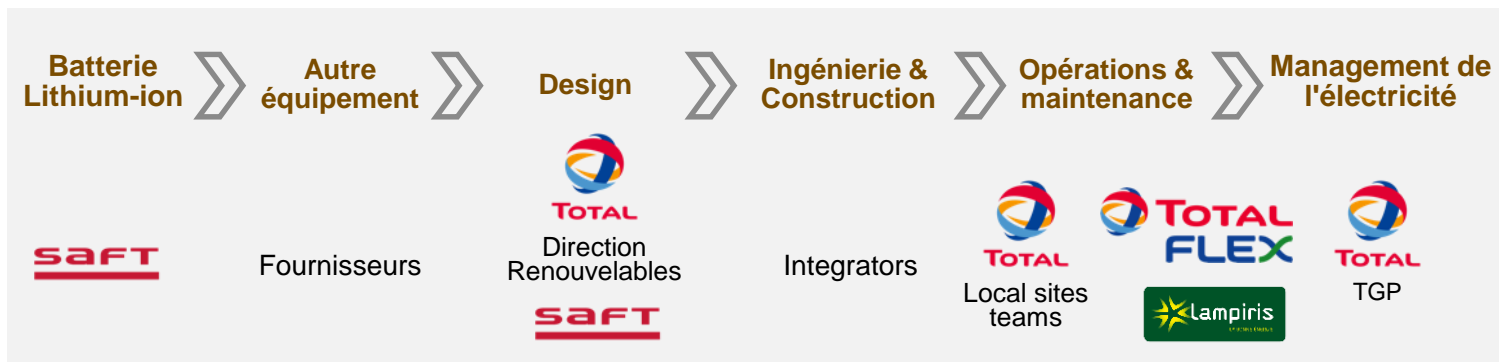 Batterie
Lithium-ion
Autre
équipement
Design
Ingénierie &
Construction
Opérations &
maintenance
Management de
l'électricité
saft
Fournisseurs
TOTAL
Direction
Renouvelables
saft
Integrators
TOTAL
Local sites
teams
TOTAL
FLEX
Lampiris
TOTAL
TGP